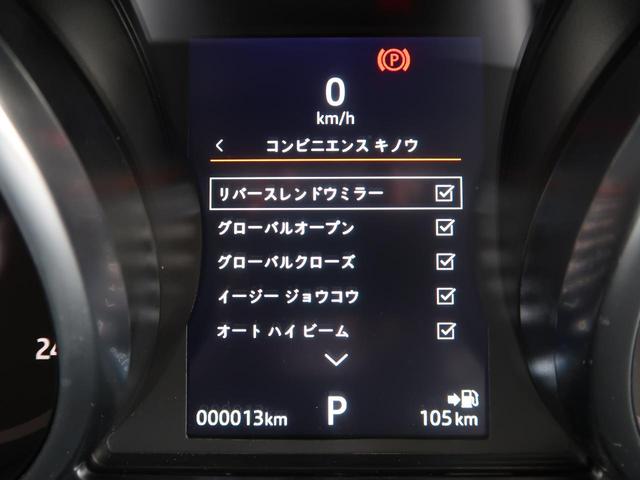 P
0
km/h
コンビニエンス キノウ
リバースレンドウミラー
グローバルオープン
グローバルクローズ
イージー ジョウコウ
オート ハイ ビーム
24
000013km
P
105km